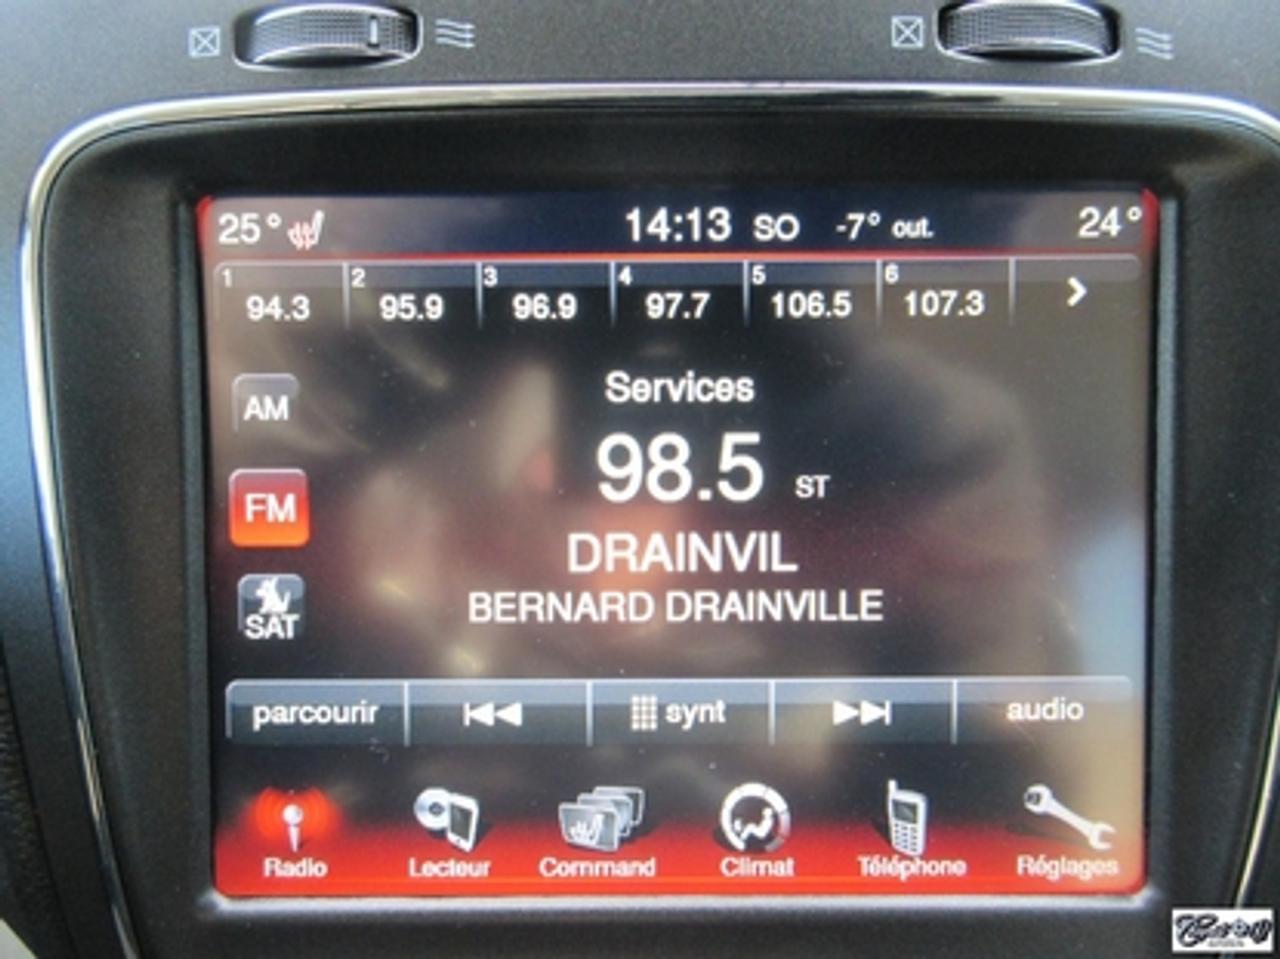 25° 14:13 SO -7° out. 24°
1 2 3 4 5 6
94.3 95.9 96.9 97.7 106.5 107.3
Services
AM
98.5 ST
FM
DRAINVIL
BERNARD DRAINVILLE
SAT
parcourir synt audio
Radio Lecteur Command Climat Téléphone Réglages